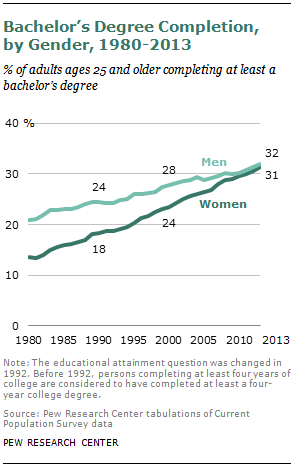 Bachelor's Degree Completion,
by Gender, 1980-2013
% of adults ages 25 and older completing at least a
bachelor's degree
40 %
32
Men
28
24
30
31
Women
24
20
18
10
0
1980 1985 1990 1995 2000 2005 2010 2013
Note: The educational attainment question was changed in
1992. Before 1992, persons completing at least four years of
college are considered to have completed at least a four-
year college degree.
Source: Pew Research Center tabulations of Current
Population Survey data
PEW RESEARCH CENTER